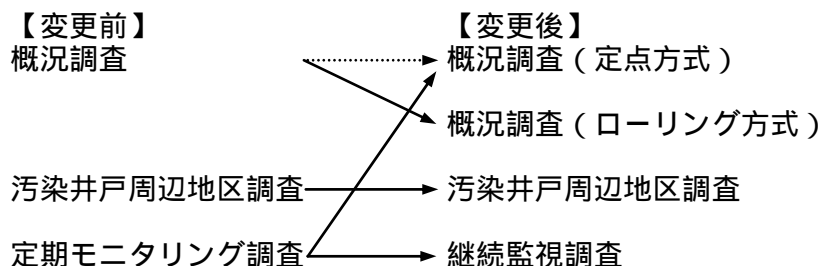 【変更前】 【変更後】
概況調査 概況調査（定点方式）
概況調査（ローリング方式）
汚染井戸周辺地区調査 汚染井戸周辺地区調査
定期モニタリング調査 継続監視調査